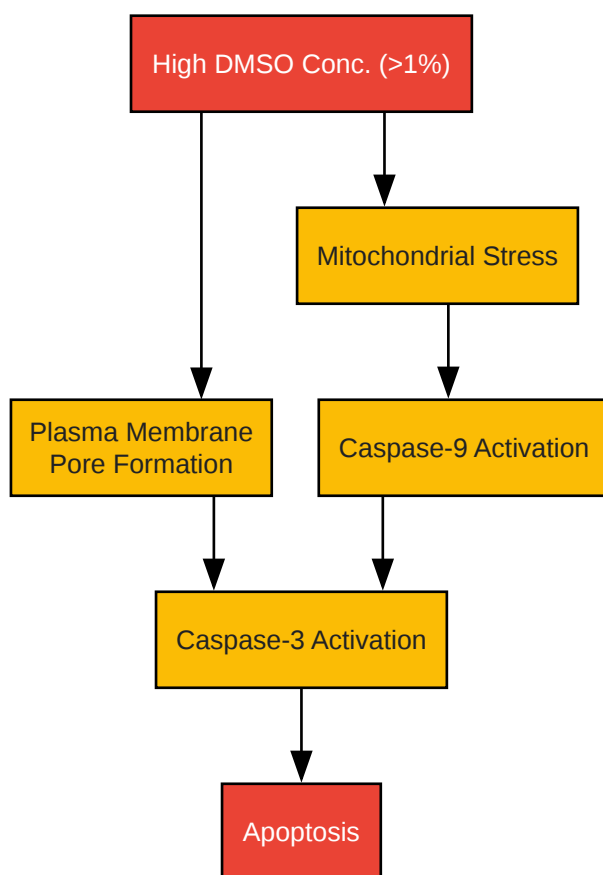 High DMSO Conc. (>1%)
Mitochondrial Stress
Plasma Membrane
Pore Formation
Caspase-9 Activation
Caspase-3 Activation
Apoptosis